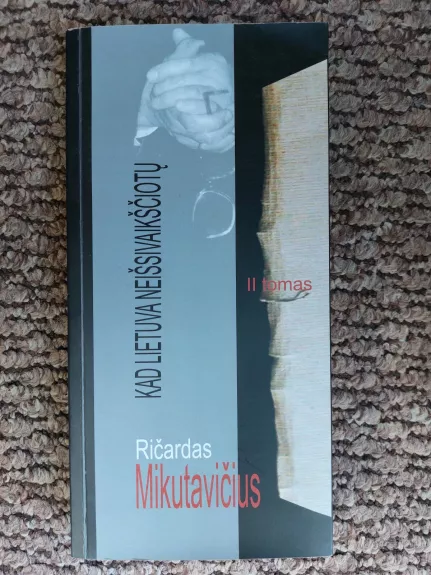 KAD LIETUVA NEIŠSIVAIKŠČIOTŲ
II tomas
Ričardas
Mikutavičius